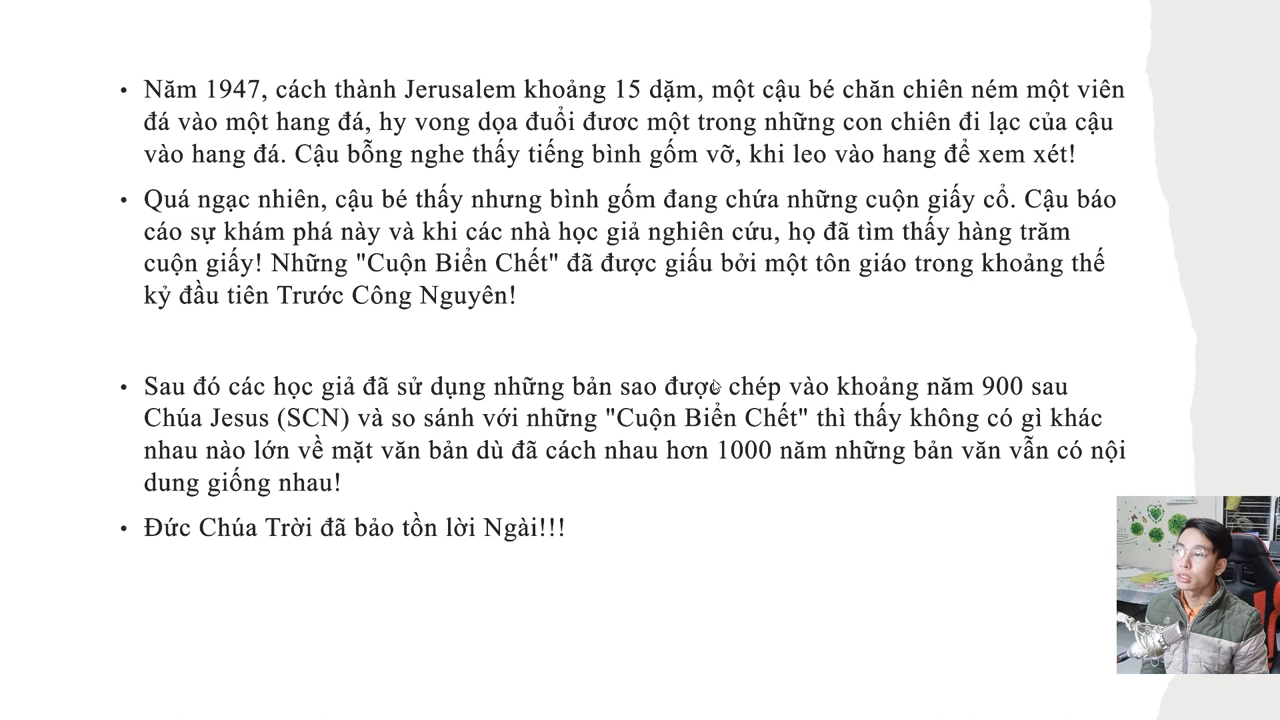 • Năm 1947, cách thành Jerusalem khoảng 15 dặm, một cậu bé chăn chiên ném một viên
đá vào một hang đá, hy vong dọa đuổi đươc một trong những con chiên đi lạc của cậu
vào hang đá. Cậu bỗng nghe thấy tiếng bình gốm vỡ, khi leo vào hang để xem xét!
• Quá ngạc nhiên, cậu bé thấy nhưng bình gốm đang chứa những cuộn giấy cổ. Cậu báo
cáo sự khám phá này và khi các nhà học giả nghiên cứu, họ đã tìm thấy hàng trăm
cuộn giấy! Những "Cuộn Biển Chết" đã được giấu bởi một tôn giáo trong khoảng thế
kỷ đầu tiên Trước Công Nguyên!
• Sau đó các học giả đã sử dụng những bản sao được chép vào khoảng năm 900 sau
Chúa Jesus (SCN) và so sánh với những "Cuộn Biển Chết" thì thấy không có gì khác
nhau nào lớn về mặt văn bản dù đã cách nhau hơn 1000 năm những bản văn vẫn có nội
dung giống nhau!
• Đức Chúa Trời đã bảo tồn lời Ngài!!!